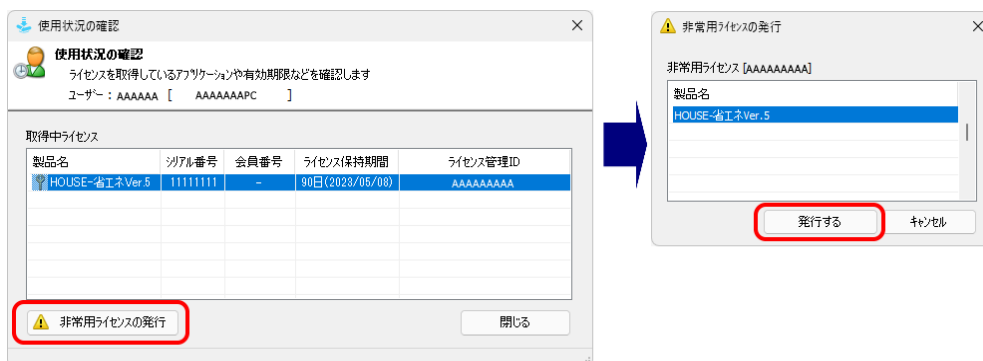 使用状況の確認
使用状況の確認
ライセンスを取得しているアプリケーションや有効期限などを確認します
ユーザー：AAAAAA [ AAAAAAAPC ]
取得中ライセンス
製品名 シリアル番号 会員番号 ライセンス保持期間 ライセンス管理ID
HOUSE-省エネVer.5 11111111 - 90日(2023/05/08) AAAAAAAAA
非常用ライセンスの発行 閉じる
非常用ライセンスの発行
非常用ライセンス [AAAAAAAAA]
製品名
HOUSE-省エネVer.5
発行する キャンセル